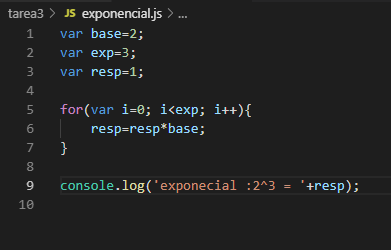 tarea3 > JS exponencial.js > ...
1 var base=2;
2 var exp=3;
3 var resp=1;
4
5 for(var i=0; i<exp; i++){
6     resp=resp*base;
7 }
8
9 console.log('exponecial :2^3 = '+resp);
10